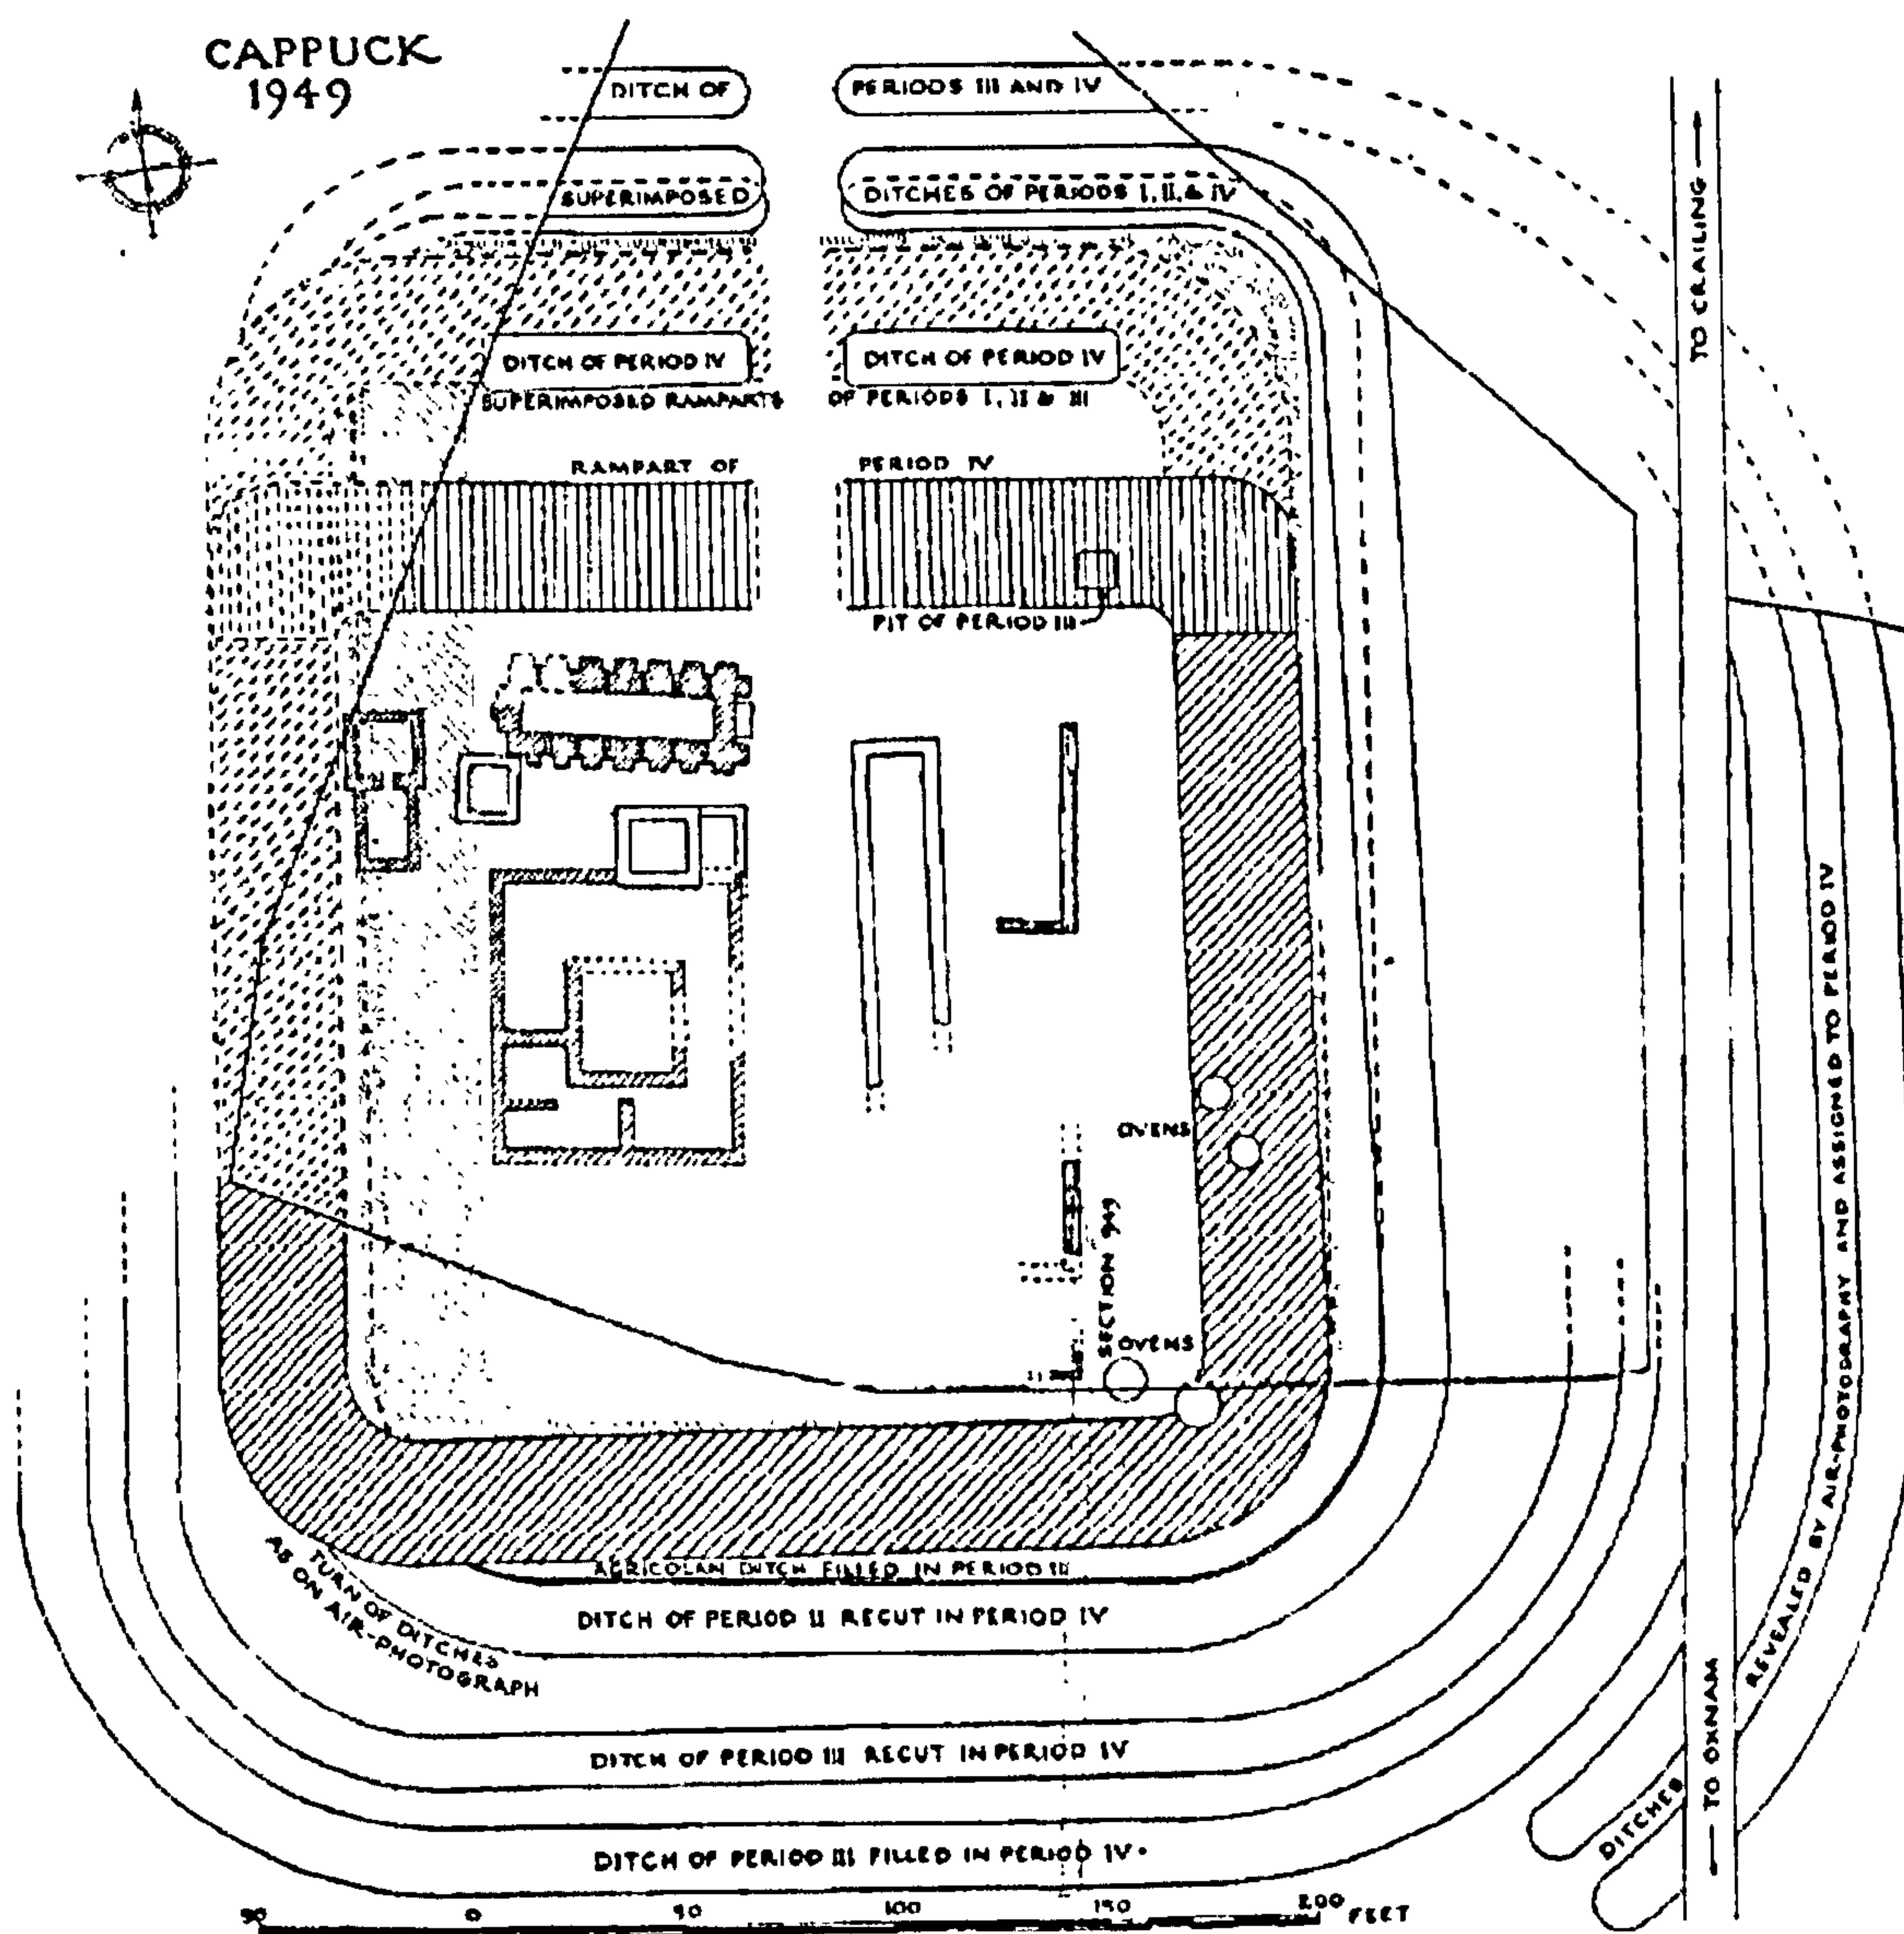 CAPPUCK
1949
DITCH OF PERIODS III AND IV
SUPERIMPOSED DITCHES OF PERIODS I, II, & IV
DITCH OF PERIOD IV
DITCH OF PERIOD IV
SUPERIMPOSED RAMPARTS OF PERIODS I, II & III
RAMPART OF PERIOD IV
PIT OF PERIOD III
TO CRAILING
OVENS
SECTION 1949
OVENS
AGRICOLAN DITCH FILLED IN PERIOD II
TURN OF DITCHES
AS ON AIR-PHOTOGRAPH
DITCH OF PERIOD II RECUT IN PERIOD IV
DITCH OF PERIOD III RECUT IN PERIOD IV
DITCH OF PERIOD III FILLED IN PERIOD IV.
DITCHES
REVEALED BY AIR-PHOTOGRAPHY AND ASSIGNED TO PERIOD IV
TO OXNAM
50 0 50 100 150 200 FEET